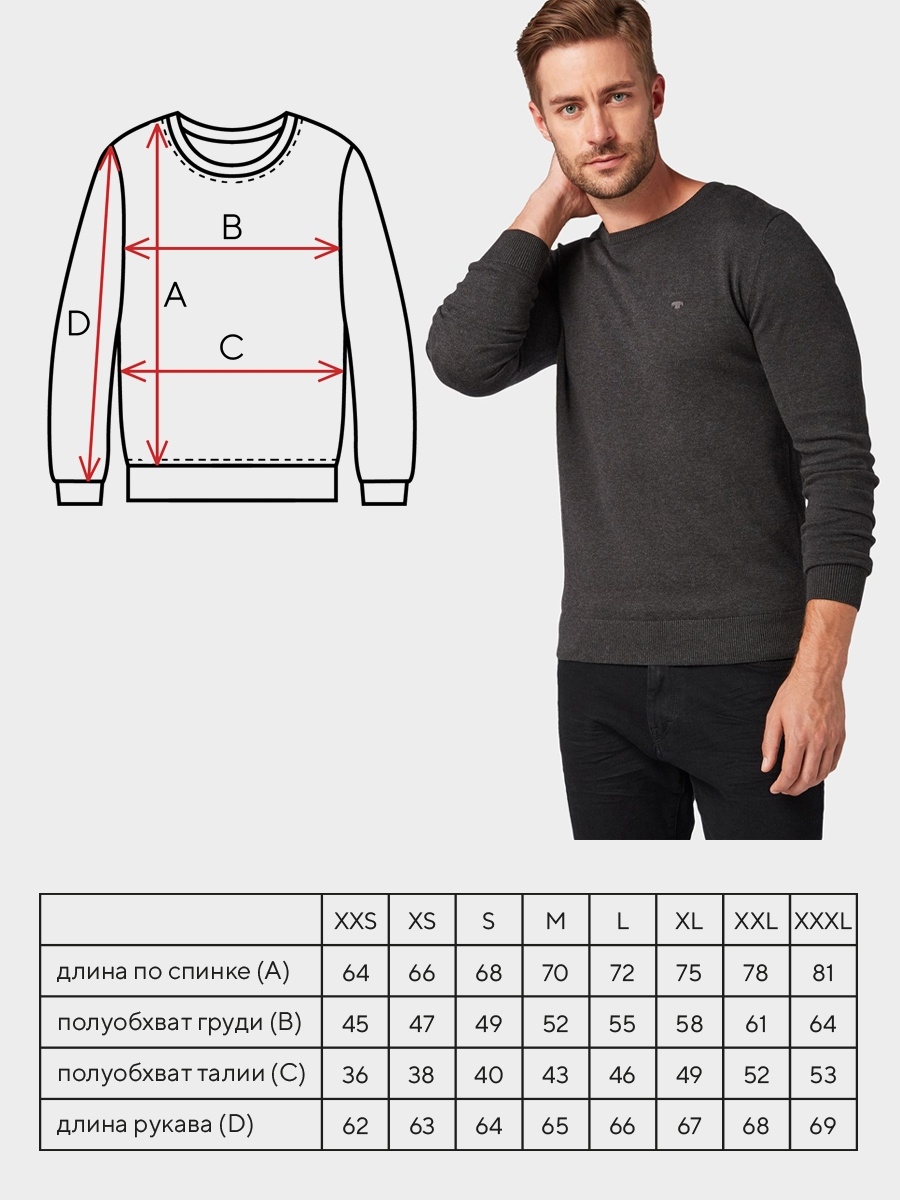 B
A
D
C
XXS XS S M L XL XXL XXXL
длина по спинке (A) 64 66 68 70 72 75 78 81
полуобхват груди (B) 45 47 49 52 55 58 61 64
полуобхват талии (C) 36 38 40 43 46 49 52 53
длина рукава (D) 62 63 64 65 66 67 68 69